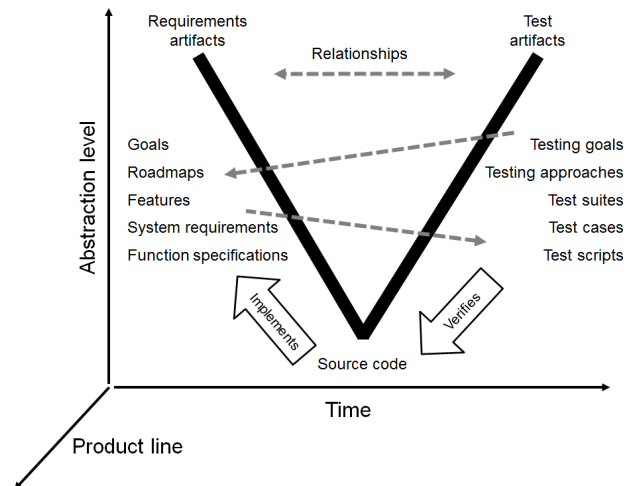 Requirements
artifacts
Test
artifacts
Relationships
Abstraction level
Goals
Roadmaps
Features
System requirements
Function specifications
Testing goals
Testing approaches
Test suites
Test cases
Test scripts
Implements
Verifies
Source code
Time
Product line